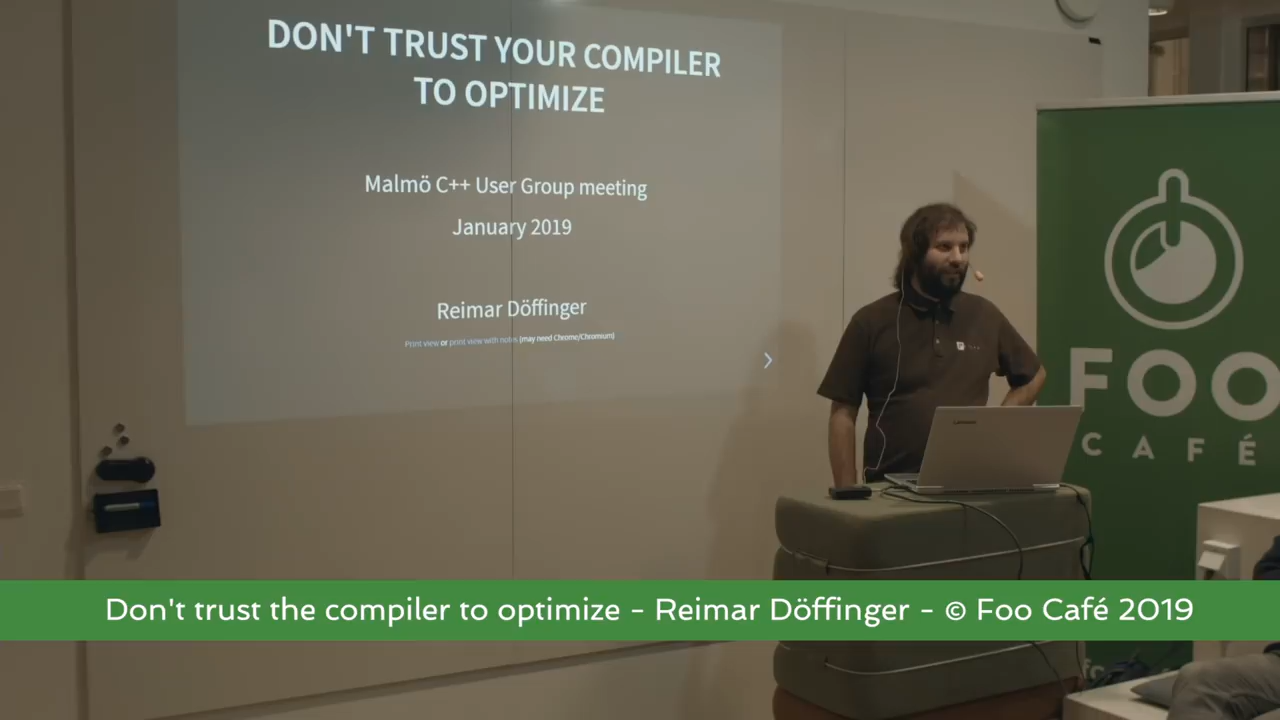 DON'T TRUST YOUR COMPILER
TO OPTIMIZE
Malmö C++ User Group meeting
January 2019
Reimar Döffinger
Print view or print view with notes (may need Chrome/Chromium)
Lenovo
FOO
CAFÉ
Don't trust the compiler to optimize - Reimar Döffinger - © Foo Café 2019